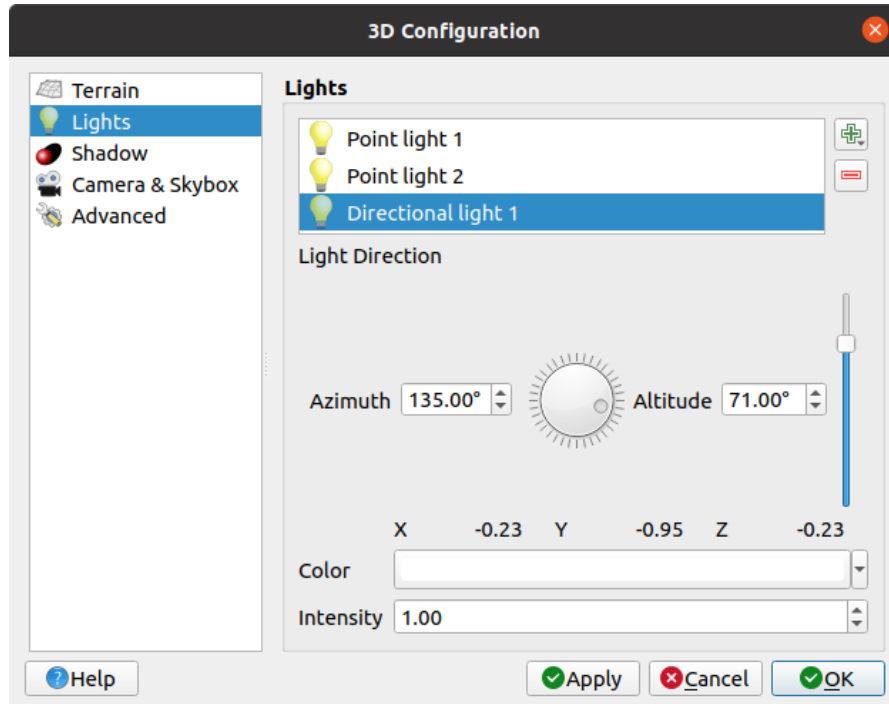 3D Configuration
Terrain
Lights
Shadow
Camera & Skybox
Advanced
Lights
Point light 1
Point light 2
Directional light 1
Light Direction
Azimuth 135.00° Altitude 71.00°
X -0.23 Y -0.95 Z -0.23
Color
Intensity 1.00
?Help Apply Cancel OK